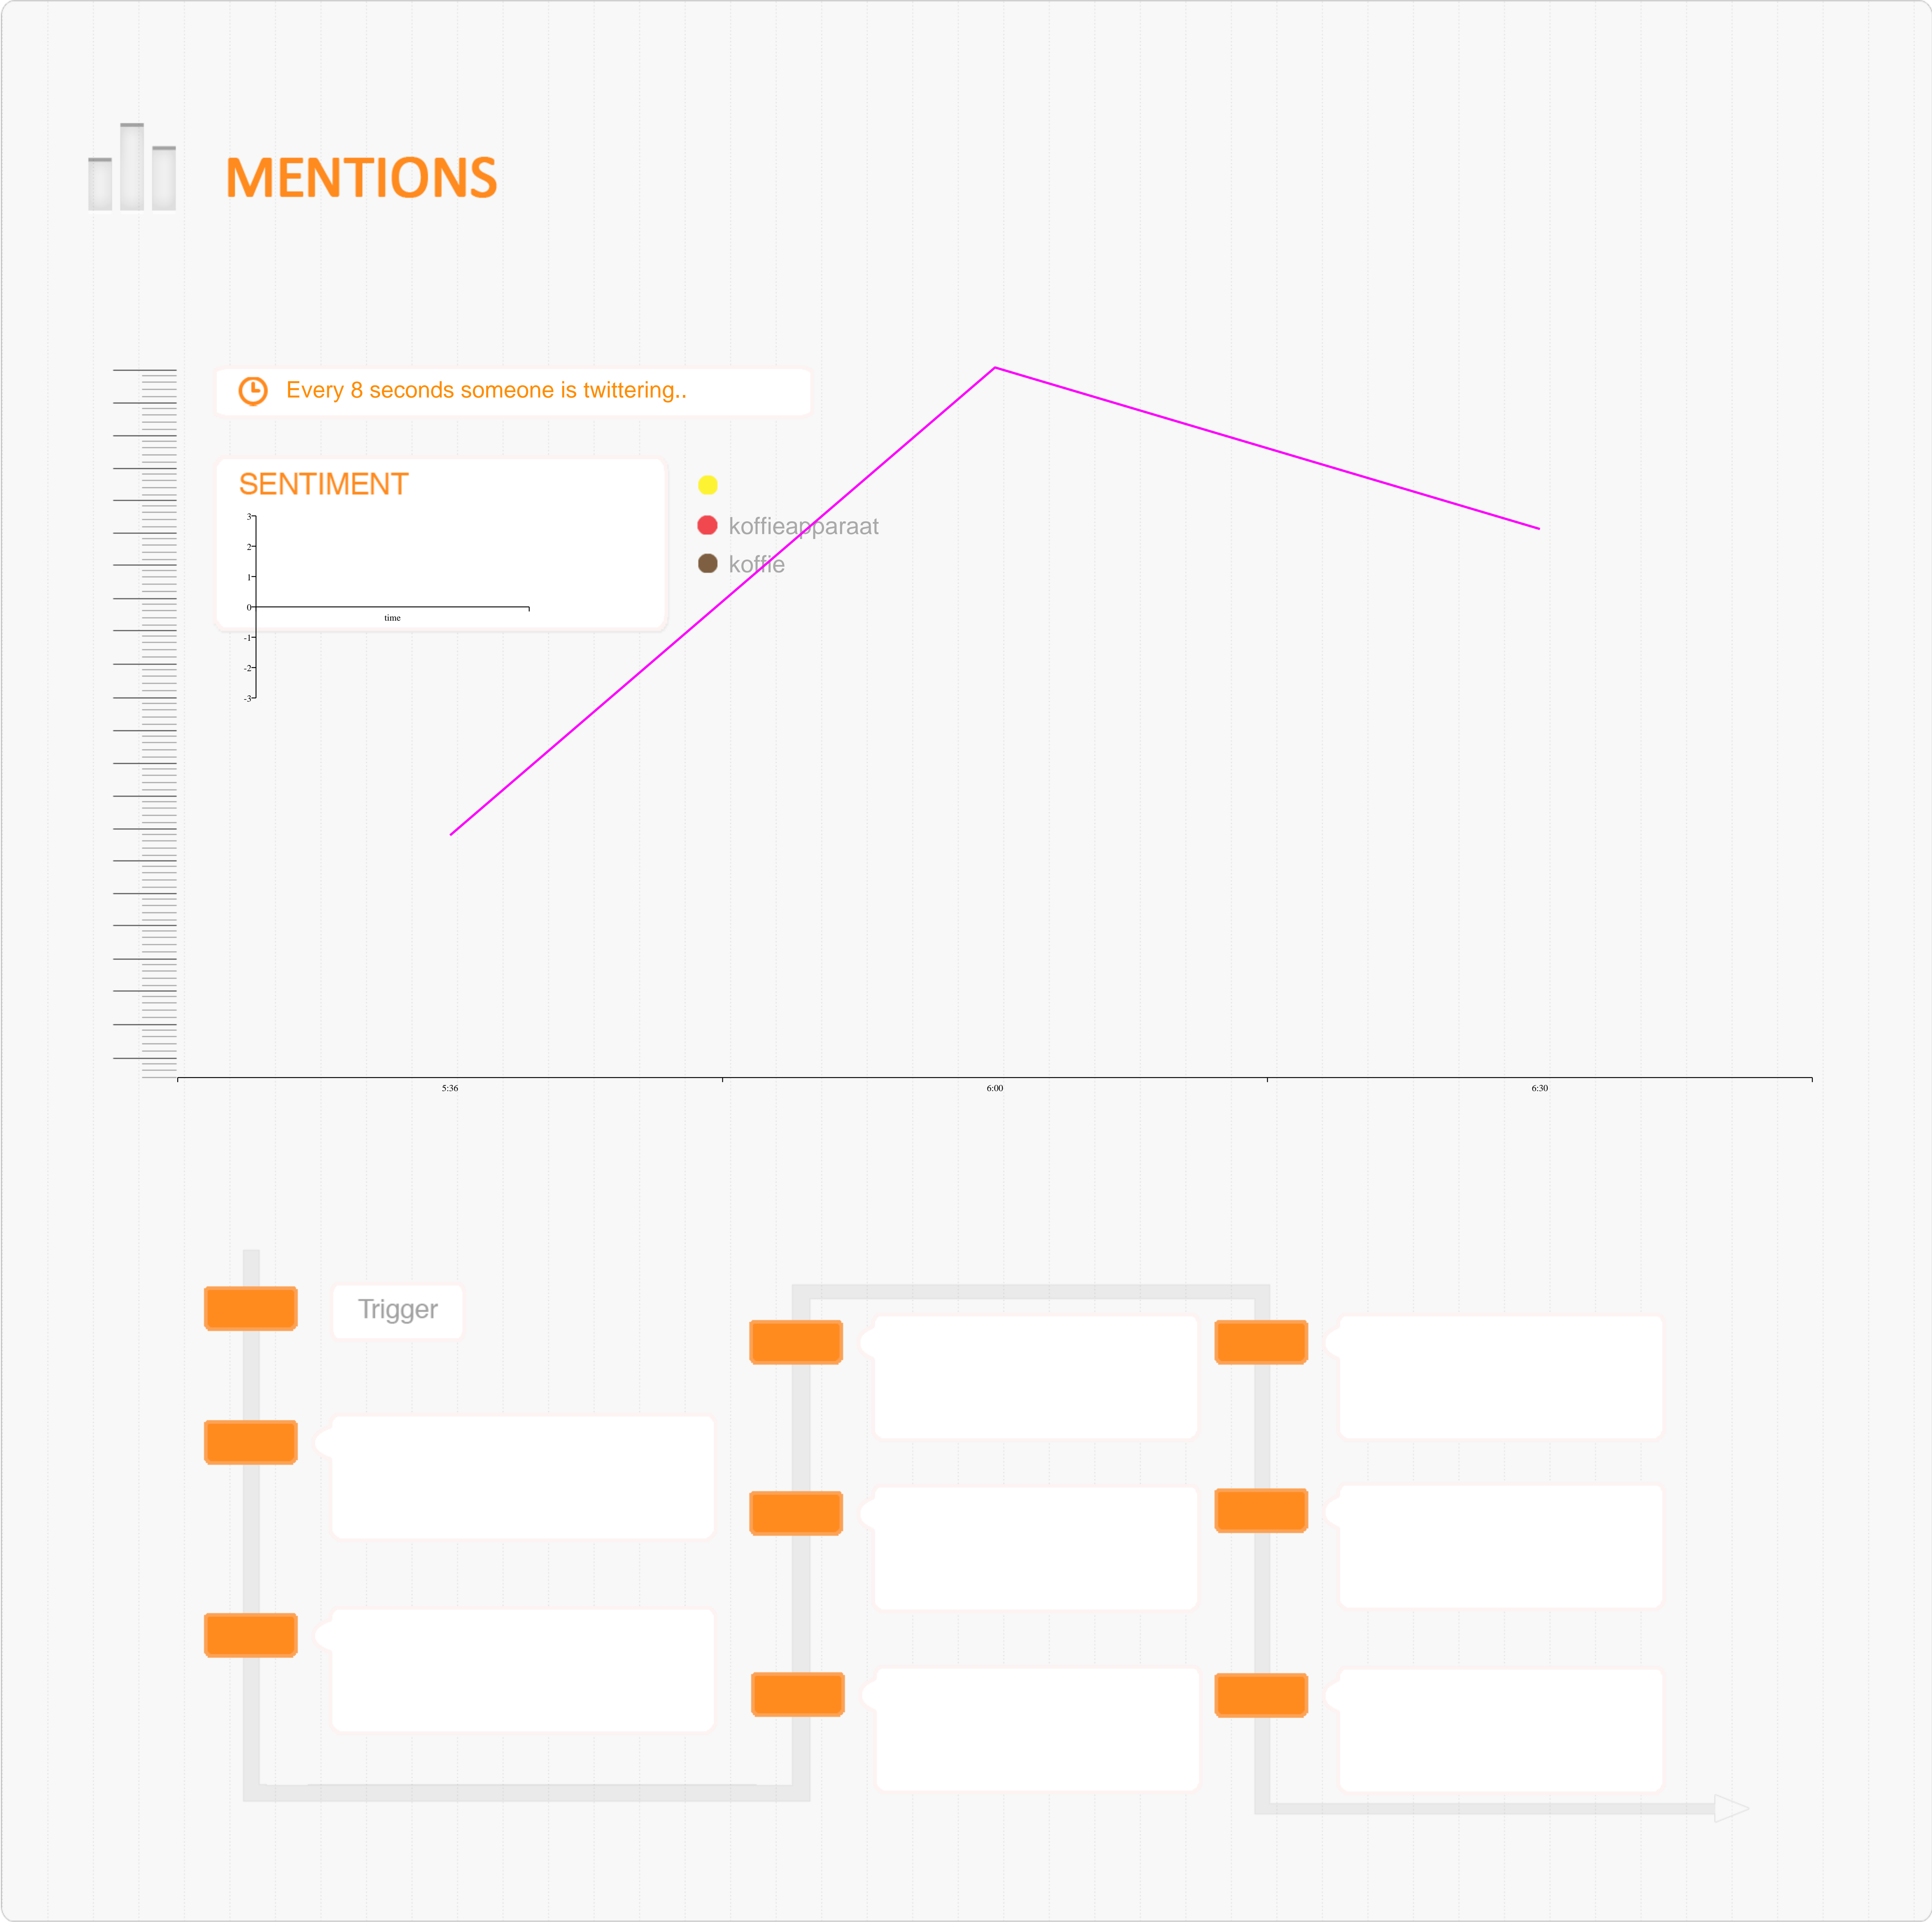 MENTIONS
Every 8 seconds someone is twittering..
SENTIMENT
3
2
1
0
time
-1
-2
-3
koffieapparaat
koffie
5:36
6:00
6:30
Trigger